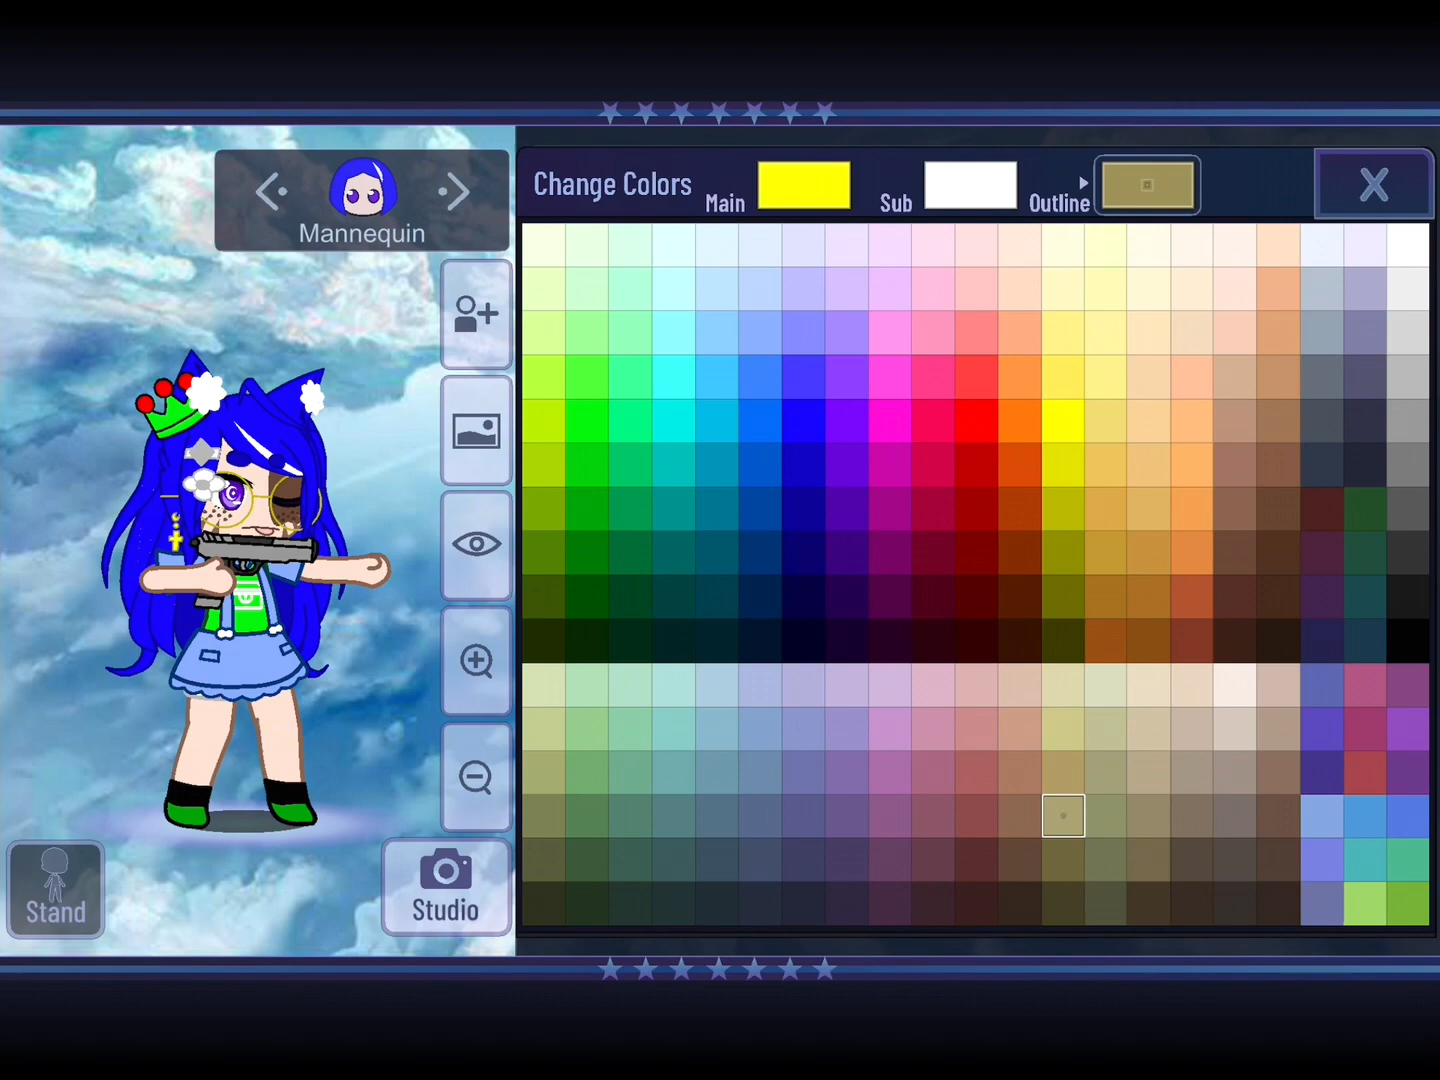 Mannequin
Change Colors
Main
Sub
Outline
X
Stand
Studio